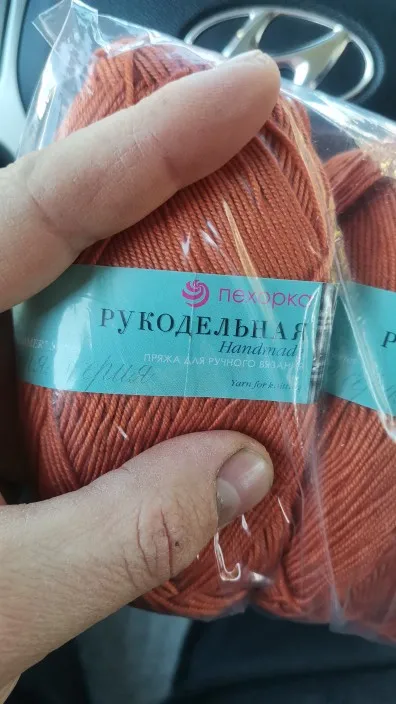 пехорка
РУКОДЕЛЬНАЯ
Handmade
ПРЯЖА ДЛЯ РУЧНОГО ВЯЗАНИЯ
Yarn for knitting